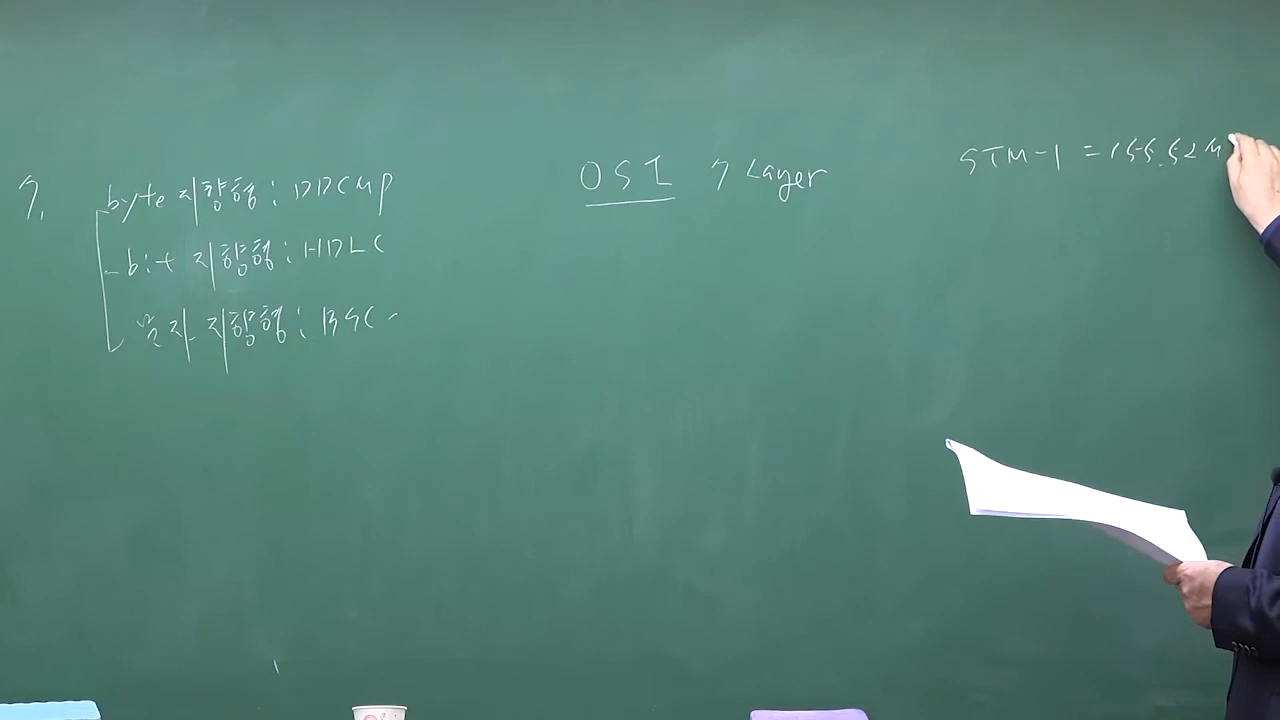 7.
byte 지향형 : DDCMP
bit 지향형 : HDLC
문자 지향형 : BSC
OSI 7 Layer
STM-1 = 155.52M